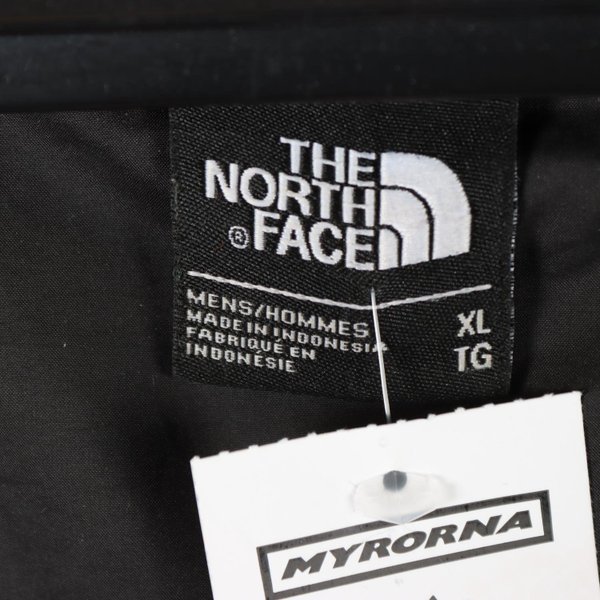 THE
NORTH
® FACE
MENS/HOMMES
MADE IN INDONESIA
FABRIQUÉ EN
INDONÉSIE
XL
TG
MYRORNA